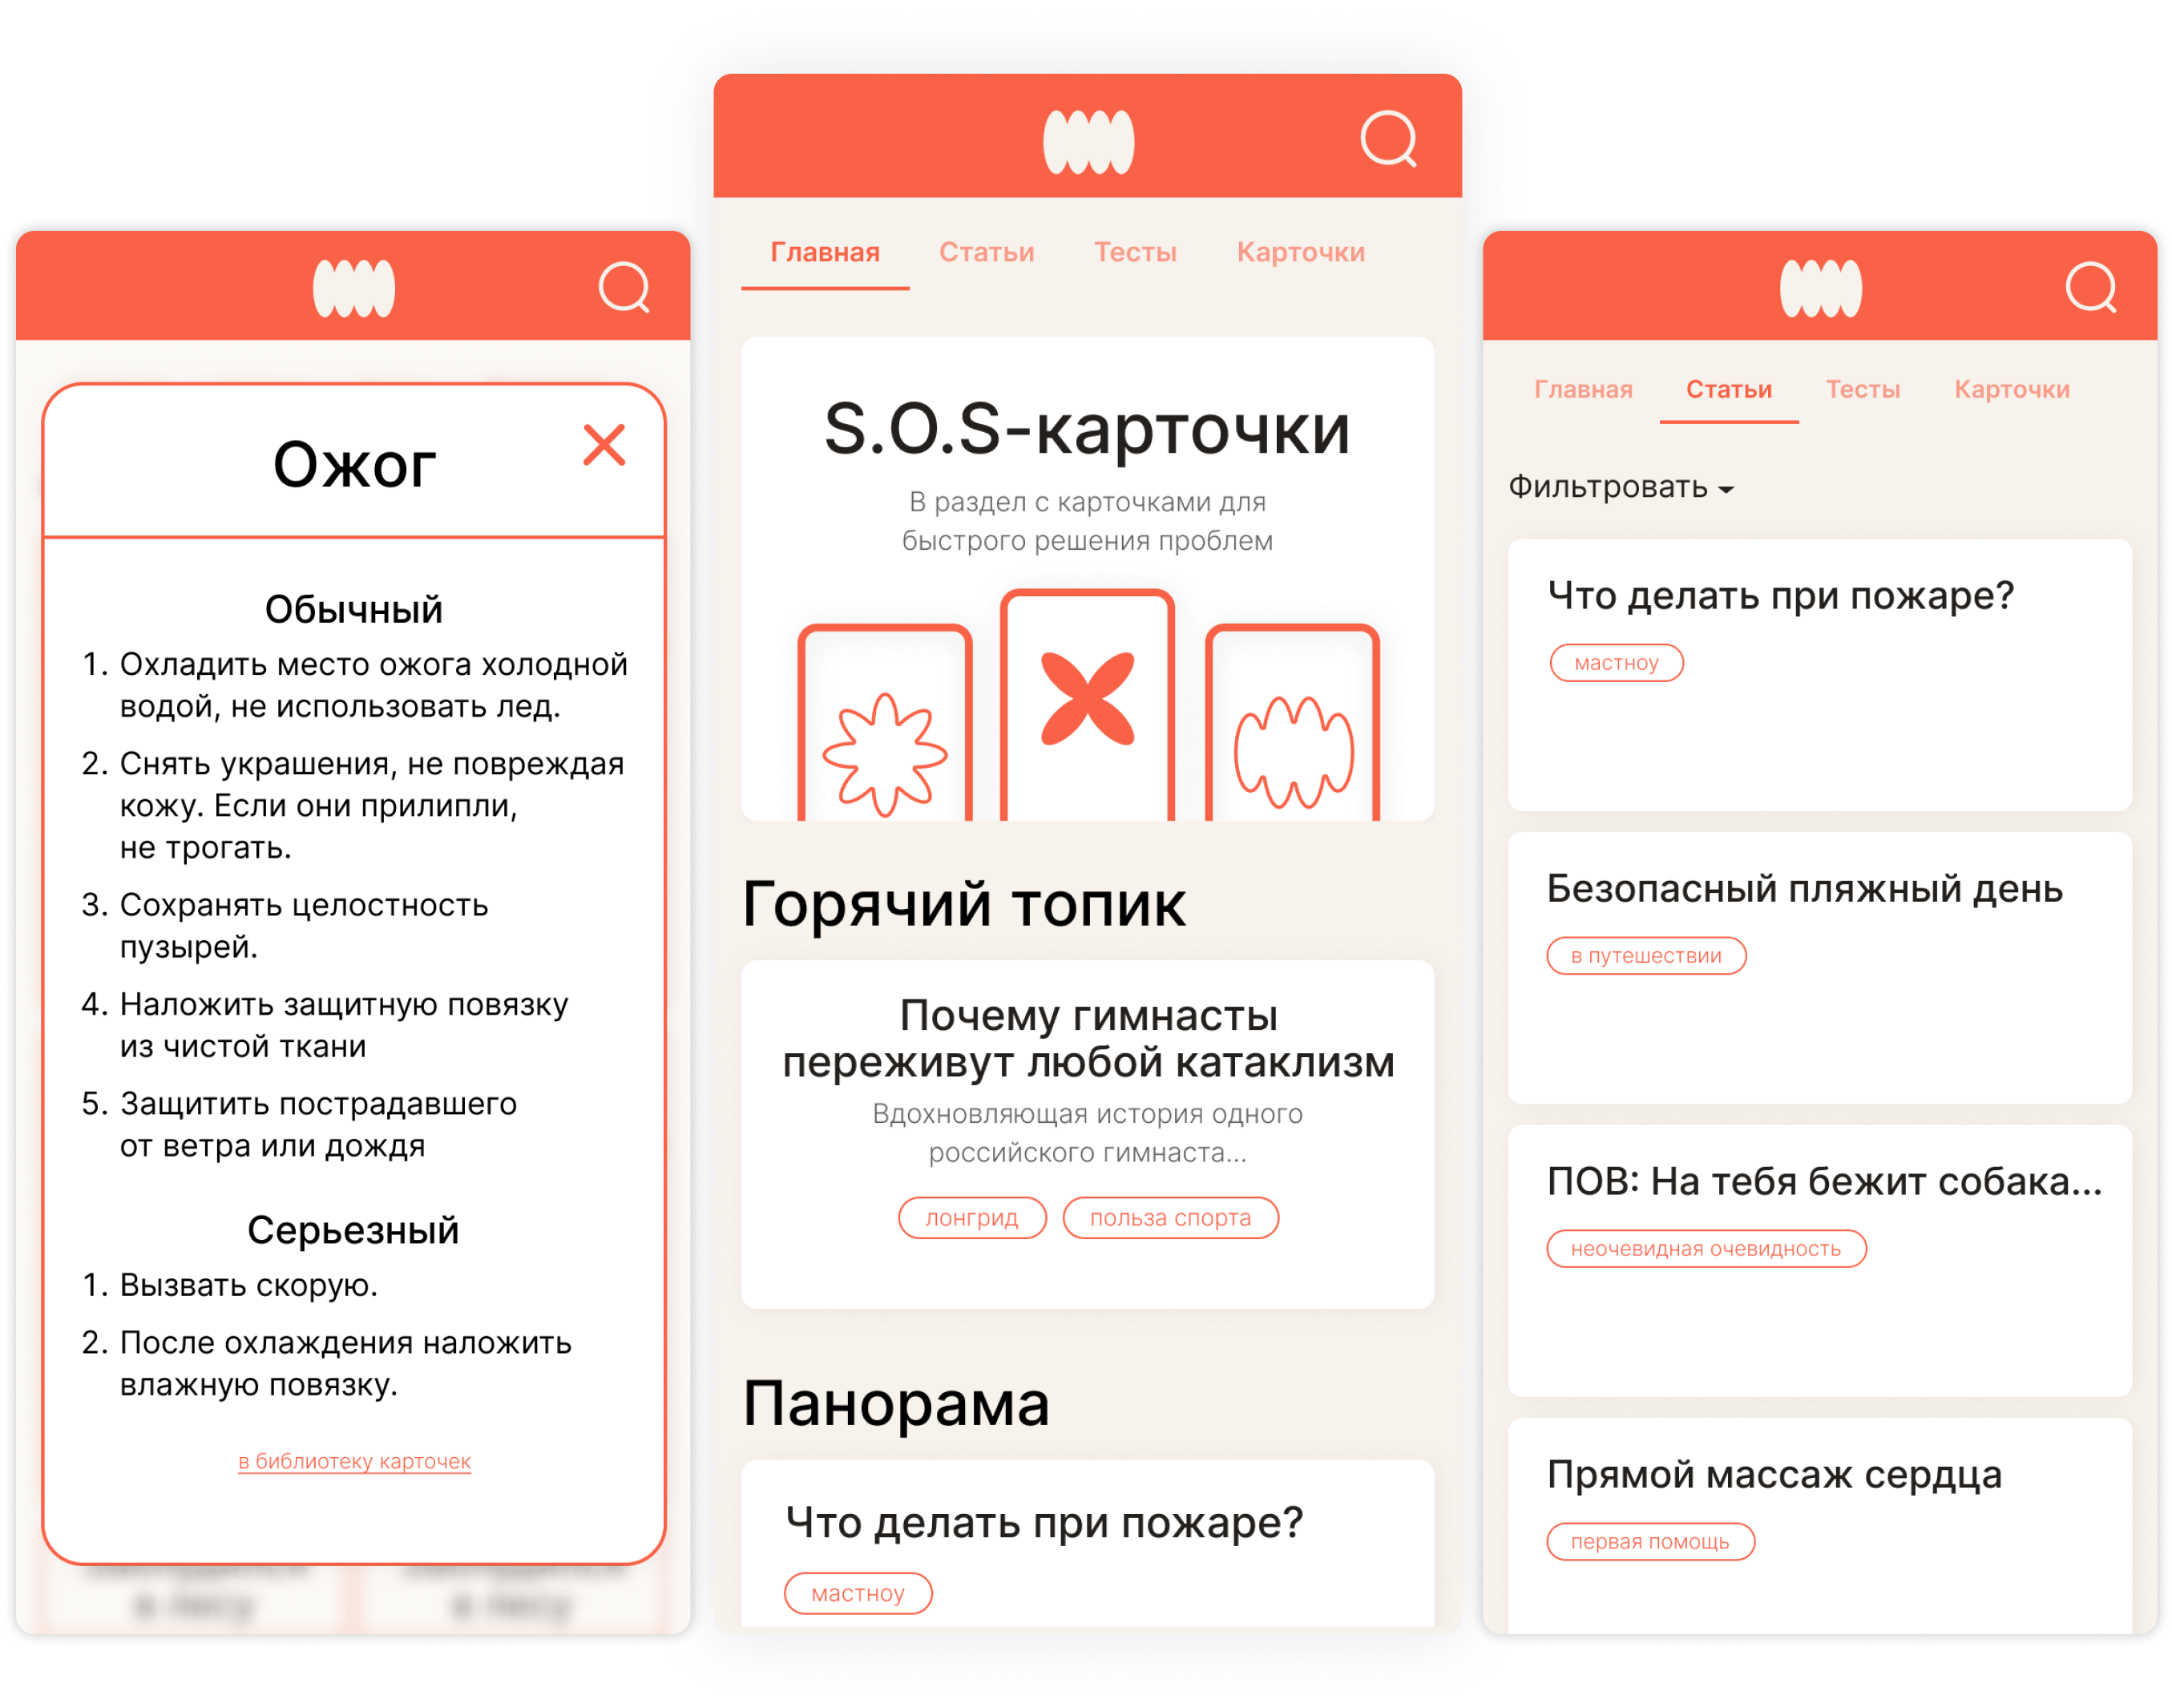 Ожог
Обычный
1. Охладить место ожога холодной
водой, не использовать лед.
2. Снять украшения, не повреждая
кожу. Если они прилипли,
не трогать.
3. Сохранять целостность
пузырей.
4. Наложить защитную повязку
из чистой ткани
5. Защитить пострадавшего
от ветра или дождя
Серьезный
1. Вызвать скорую.
2. После охлаждения наложить
влажную повязку.
в библиотеку карточек
в лесу
в лесу
Главная Статьи Тесты Карточки
S.O.S-карточки
В раздел с карточками для
быстрого решения проблем
Горячий топик
Почему гимнасты
переживут любой катаклизм
Вдохновляющая история одного
российского гимнаста...
лонгрид польза спорта
Панорама
Что делать при пожаре?
мастноу
Главная Статьи Тесты Карточки
Фильтровать
Что делать при пожаре?
мастноу
Безопасный пляжный день
в путешествии
ПОВ: На тебя бежит собака...
неочевидная очевидность
Прямой массаж сердца
первая помощь